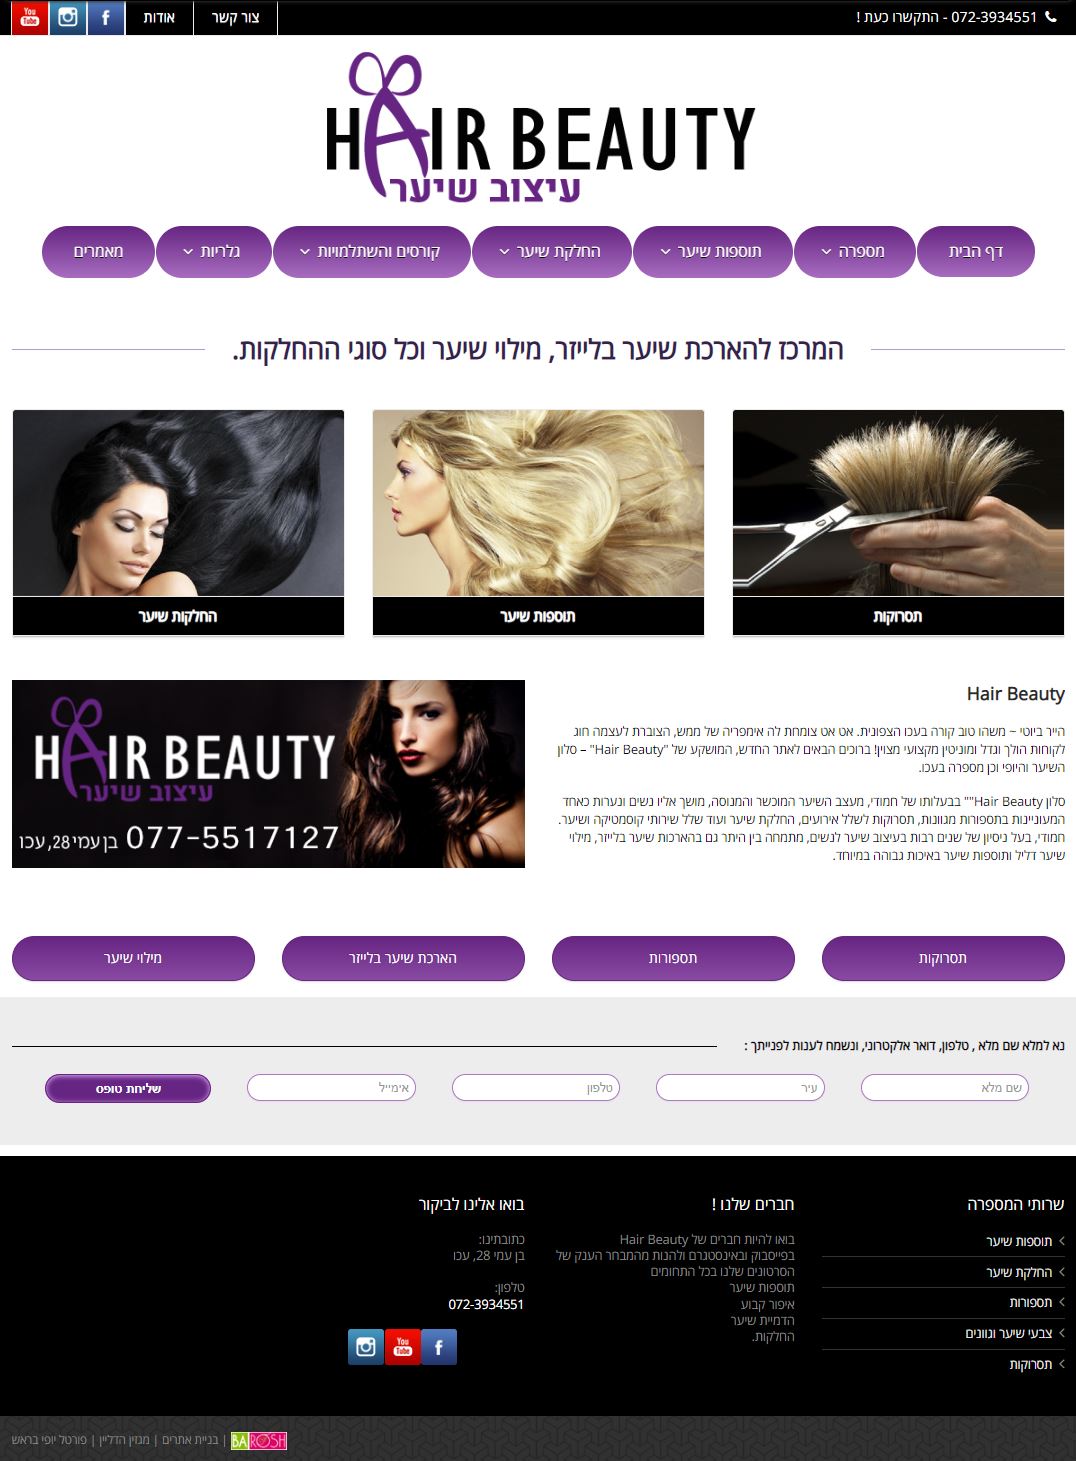 072-3934551 - התקשרו כעת !
צור קשר
אודות
You Tube
f
HAIR BEAUTY
עיצוב שיער
דף הבית
מספרה
תוספות שיער
החלקת שיער
קורסים והשתלמויות
גלריות
מאמרים
המרכז להארכת שיער בלייזר, מילוי שיער וכל סוגי ההחלקות.
תסרוקות
תוספות שיער
החלקות שיער
Hair Beauty
הייר ביוטי – משהו טוב קורה בעכו הצפונית. אט אט צומחת לה אימפריה של ממש, הצוברת לעצמה חוג
לקוחות הולך וגדל ומוניטין מקצועי מצוין! ברוכים הבאים לאתר החדש, המושקע של "Hair Beauty" – סלון
השיער והיופי וכן מספרה בעכו.
סלון Hair Beauty"" בבעלותו של חמודי, מעצב השיער המוכשר והמנוסה, מושך אליו נשים ונערות כאחד
המעוניינות בתספורות מגוונות, תסרוקות לשלל אירועים, החלקת שיער ועוד שלל שירותי קוסמטיקה ושיער.
חמודי, בעל ניסיון של שנים רבות בעיצוב שיער לנשים, מתמחה בין היתר גם בהארכות שיער בלייזר, מילוי
שיער דליל ותוספות שיער באיכות גבוהה במיוחד.
HAIR BEAUTY
עיצוב שיער
077-5517127 בן עמי 28, עכו
תסרוקות
תספורות
הארכת שיער בלייזר
מילוי שיער
נא למלא שם מלא , טלפון, דואר אלקטרוני, ונשמח לענות לפנייתך :
שם מלא
עיר
טלפון
אימייל
שליחת טופס
שרותי המספרה
תוספות שיער
החלקת שיער
תספורות
צבעי שיער וגוונים
תסרוקות
חברים שלנו !
בואו להיות חברים של Hair Beauty
בפייסבוק ובאינסטגרם ולהנות מהמבחר הענק של
הסרטונים שלנו בכל התחומים
תוספות שיער
איפור קבוע
הדמיית שיער
החלקות.
בואו אלינו לביקור
כתובתינו:
בן עמי 28, עכו
טלפון:
072-3934551
f
You Tube
BAROSH | בניית אתרים | מגזין הדליין | פורטל יופי בראש